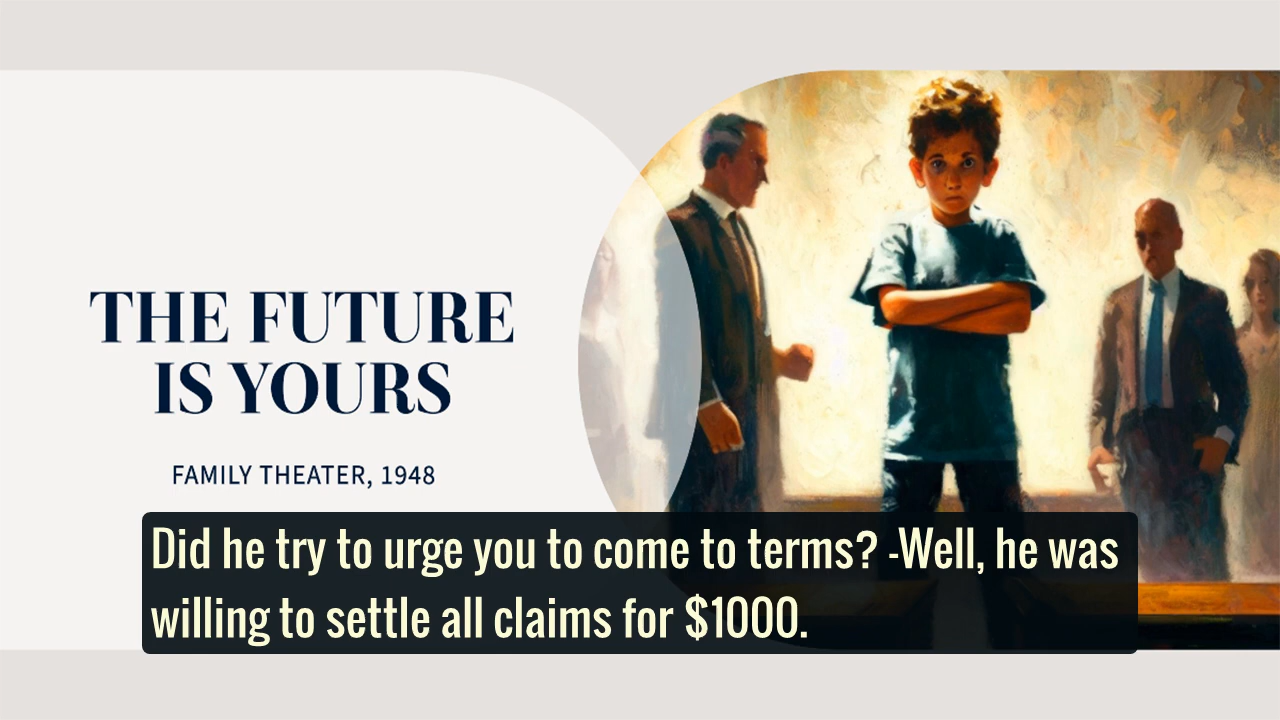 THE FUTURE
IS YOURS
FAMILY THEATER, 1948
Did he try to urge you to come to terms? -Well, he was
willing to settle all claims for $1000.